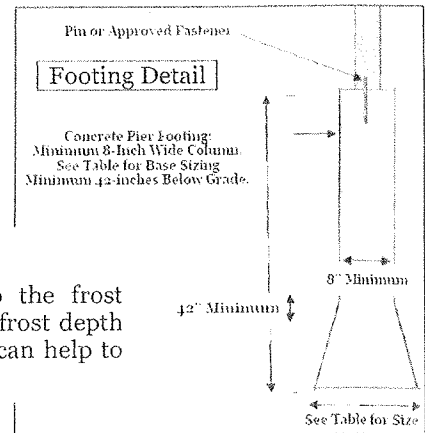 Pin or Approved Fastener
Footing Detail
Concrete Pier Footing:
Minimum 8-Inch Wide Column.
See Table for Base Sizing
Minimum 42-inches Below Grade.
8" Minimum
42" Minimum
See Table for Size
the frost
frost depth
can help to